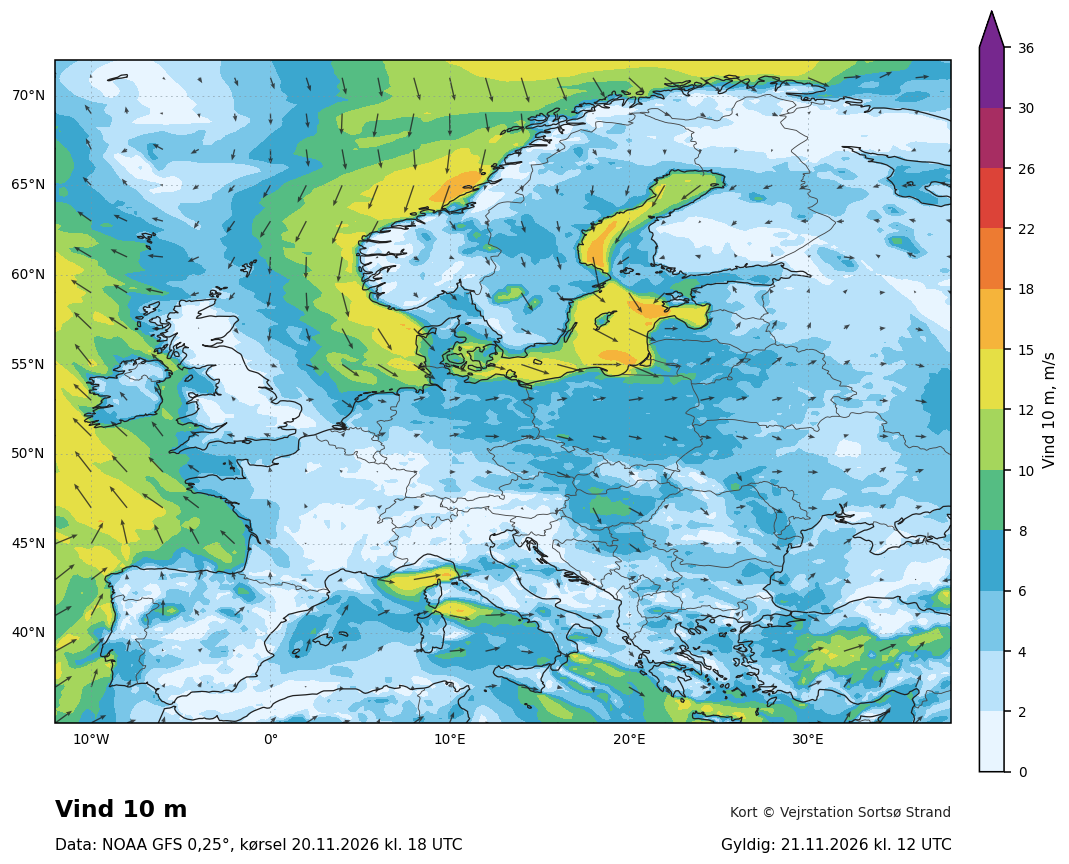 36
30
26
22
18
15
12
10
8
6
4
2
0
Vind 10 m, m/s
70°N
65°N
60°N
55°N
50°N
45°N
40°N
10°W
0°
10°E
20°E
30°E
Vind 10 m
Kort © Vejrstation Sortsø Strand
Data: NOAA GFS 0,25°, kørsel 20.11.2026 kl. 18 UTC
Gyldig: 21.11.2026 kl. 12 UTC